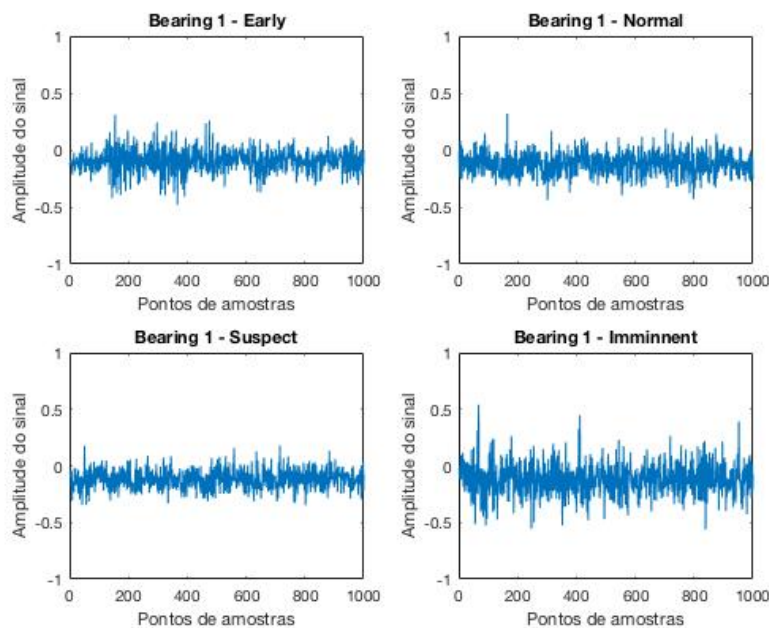 Bearing 1 - Early
Amplitude do sinal
1
0.5
0
-0.5
-1
0 200 400 600 800 1000
Pontos de amostras
Bearing 1 - Normal
Amplitude do sinal
1
0.5
0
-0.5
-1
0 200 400 600 800 1000
Pontos de amostras
Bearing 1 - Suspect
Amplitude do sinal
1
0.5
0
-0.5
-1
0 200 400 600 800 1000
Pontos de amostras
Bearing 1 - Imminnent
Amplitude do sinal
1
0.5
0
-0.5
-1
0 200 400 600 800 1000
Pontos de amostras